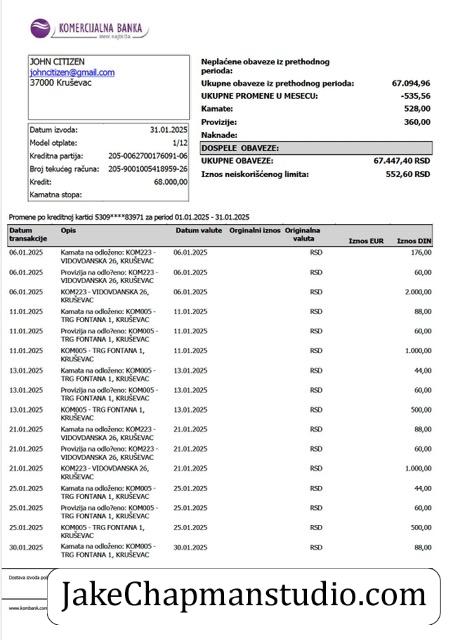 KOMERCIJALNA BANKA
JOHN CITIZEN
johncitizen@gmail.com
37000 Kruševac
Neplaćene obaveze iz prethodnog
perioda:
Ukupne obaveze iz prethodnog perioda: 67.094,96
UKUPNE PROMENE U MESECU: -535,56
Kamate: 528,00
Provizije: 360,00
Naknade:
DOSPELE OBAVEZE:
UKUPNE OBAVEZE: 67.447,40 RSD
Iznos neiskorišćenog limita: 552,60 RSD
Datum izvoda: 31.01.2025
Model otplate: 1/12
Kreditna partija: 205-0062700176091-06
Broj tekućeg računa: 205-9001005418959-26
Kredit: 68.000,00
Kamatna stopa:
Promene po kreditnoj kartici 5309****83971 za period 01.01.2025 - 31.01.2025
Datum transakcije Opis Datum valute Orginalni iznos Originalna valuta Iznos EUR Iznos DIN
06.01.2025 Kamata na odloženo: KOM223 - 06.01.2025 RSD 176,00
VIDOVDANSKA 26, KRUŠEVAC
06.01.2025 Provizija na odlo?eno: KOM223 - 06.01.2025 RSD 60,00
VIDOVDANSKA 26, KRUŠEVAC
06.01.2025 KOM223 - VIDOVDANSKA 26, 06.01.2025 RSD 2.000,00
KRUŠEVAC
11.01.2025 Kamata na odloženo: KOM005 - 11.01.2025 RSD 88,00
TRG FONTANA 1, KRUŠEVAC
11.01.2025 Provizija na odlo?eno: KOM005 - 11.01.2025 RSD 60,00
TRG FONTANA 1, KRUŠEVAC
11.01.2025 KOM005 - TRG FONTANA 1, 11.01.2025 RSD 1.000,00
KRUŠEVAC
13.01.2025 Kamata na odloženo: KOM005 - 13.01.2025 RSD 44,00
TRG FONTANA 1, KRUŠEVAC
13.01.2025 Provizija na odlo?eno: KOM005 - 13.01.2025 RSD 60,00
TRG FONTANA 1, KRUŠEVAC
13.01.2025 KOM005 - TRG FONTANA 1, 13.01.2025 RSD 500,00
KRUŠEVAC
21.01.2025 Kamata na odloženo: KOM223 - 21.01.2025 RSD 88,00
VIDOVDANSKA 26, KRUŠEVAC
21.01.2025 Provizija na odlo?eno: KOM223 - 21.01.2025 RSD 60,00
VIDOVDANSKA 26, KRUŠEVAC
21.01.2025 KOM223 - VIDOVDANSKA 26, 21.01.2025 RSD 1.000,00
KRUŠEVAC
25.01.2025 Kamata na odloženo: KOM005 - 25.01.2025 RSD 44,00
TRG FONTANA 1, KRUŠEVAC
25.01.2025 Provizija na odlo?eno: KOM005 - 25.01.2025 RSD 60,00
TRG FONTANA 1, KRUŠEVAC
25.01.2025 KOM005 - TRG FONTANA 1, 25.01.2025 RSD 500,00
KRUŠEVAC
30.01.2025 Kamata na odloženo: KOM005 - 30.01.2025 RSD 88,00
TRG FONTANA 1, KRUŠEVAC
Dostava izvoda
JakeChapmanstudio.com